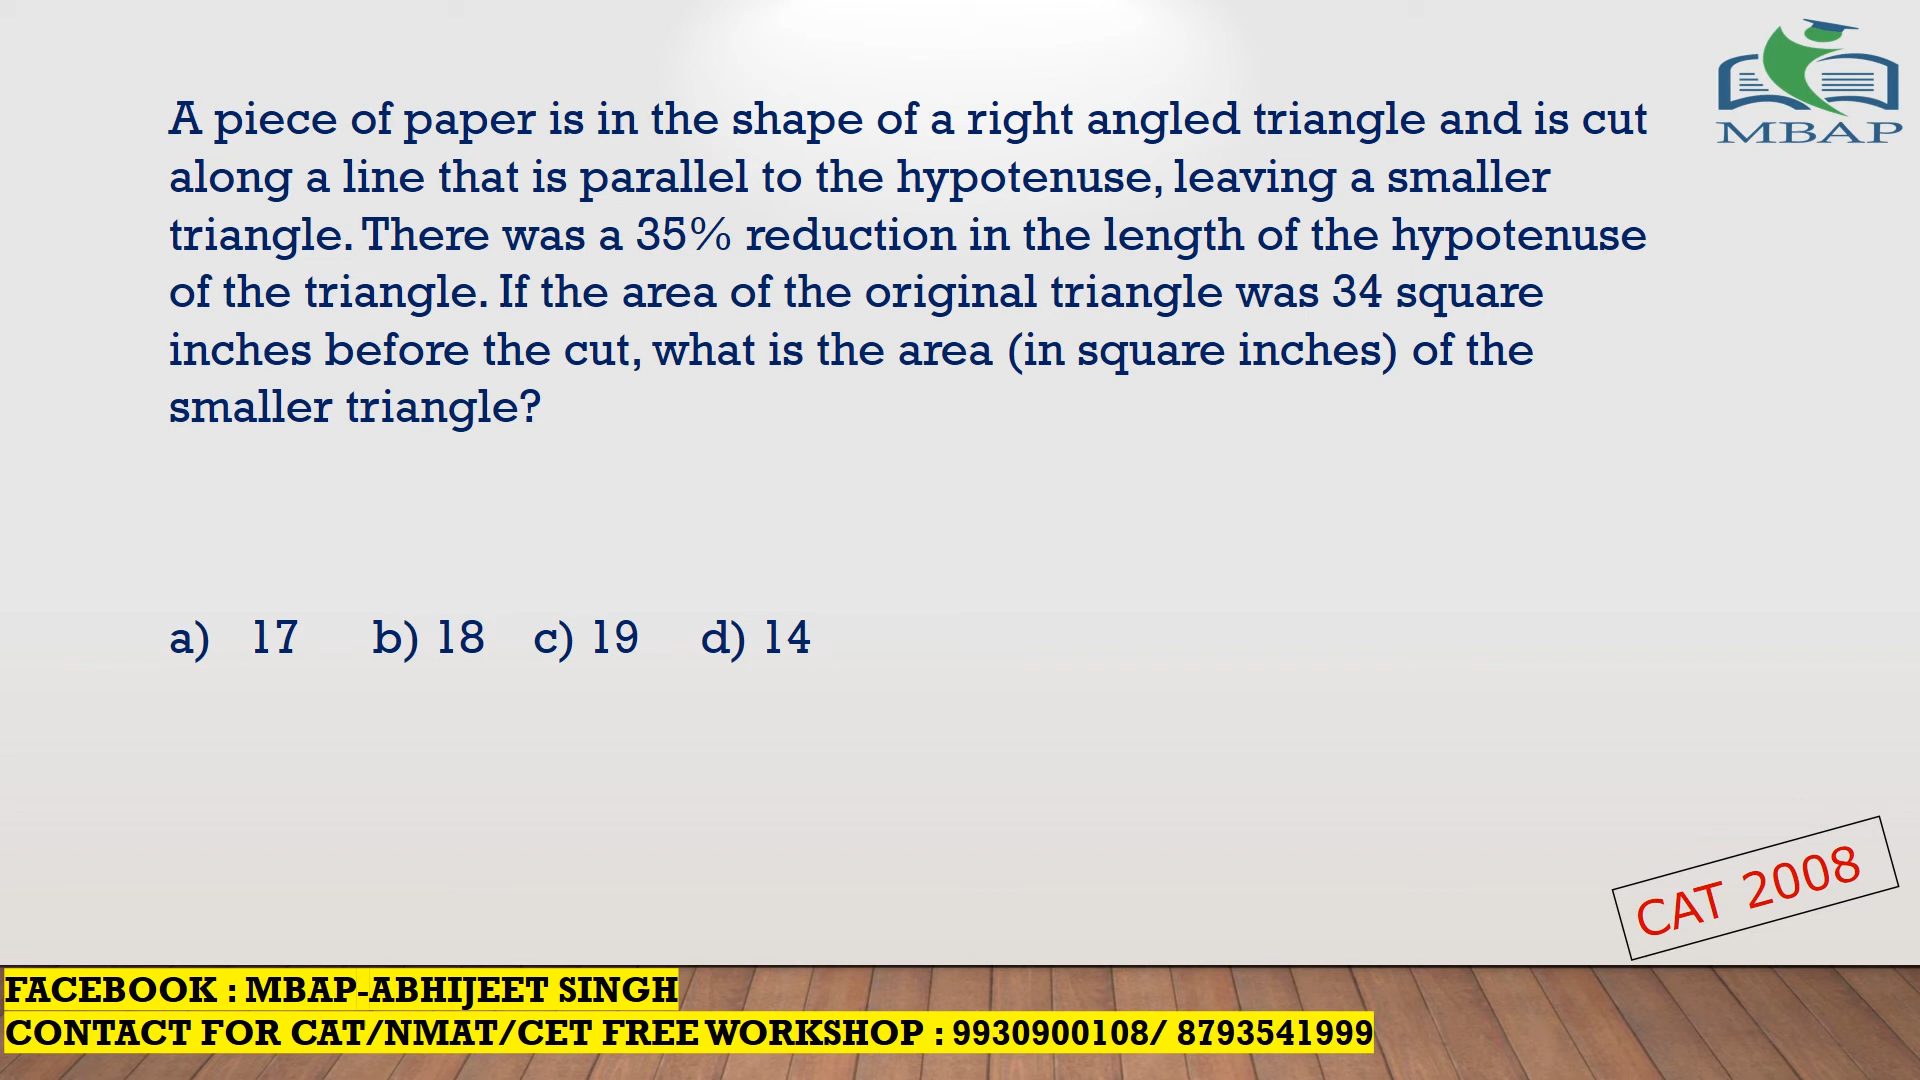 MBAP
A piece of paper is in the shape of a right angled triangle and is cut
along a line that is parallel to the hypotenuse, leaving a smaller
triangle. There was a 35% reduction in the length of the hypotenuse
of the triangle. If the area of the original triangle was 34 square
inches before the cut, what is the area (in square inches) of the
smaller triangle?
a) 17 b) 18 c) 19 d) 14
CAT 2008
FACEBOOK : MBAP-ABHIJEET SINGH
CONTACT FOR CAT/NMAT/CET FREE WORKSHOP : 9930900108/ 8793541999